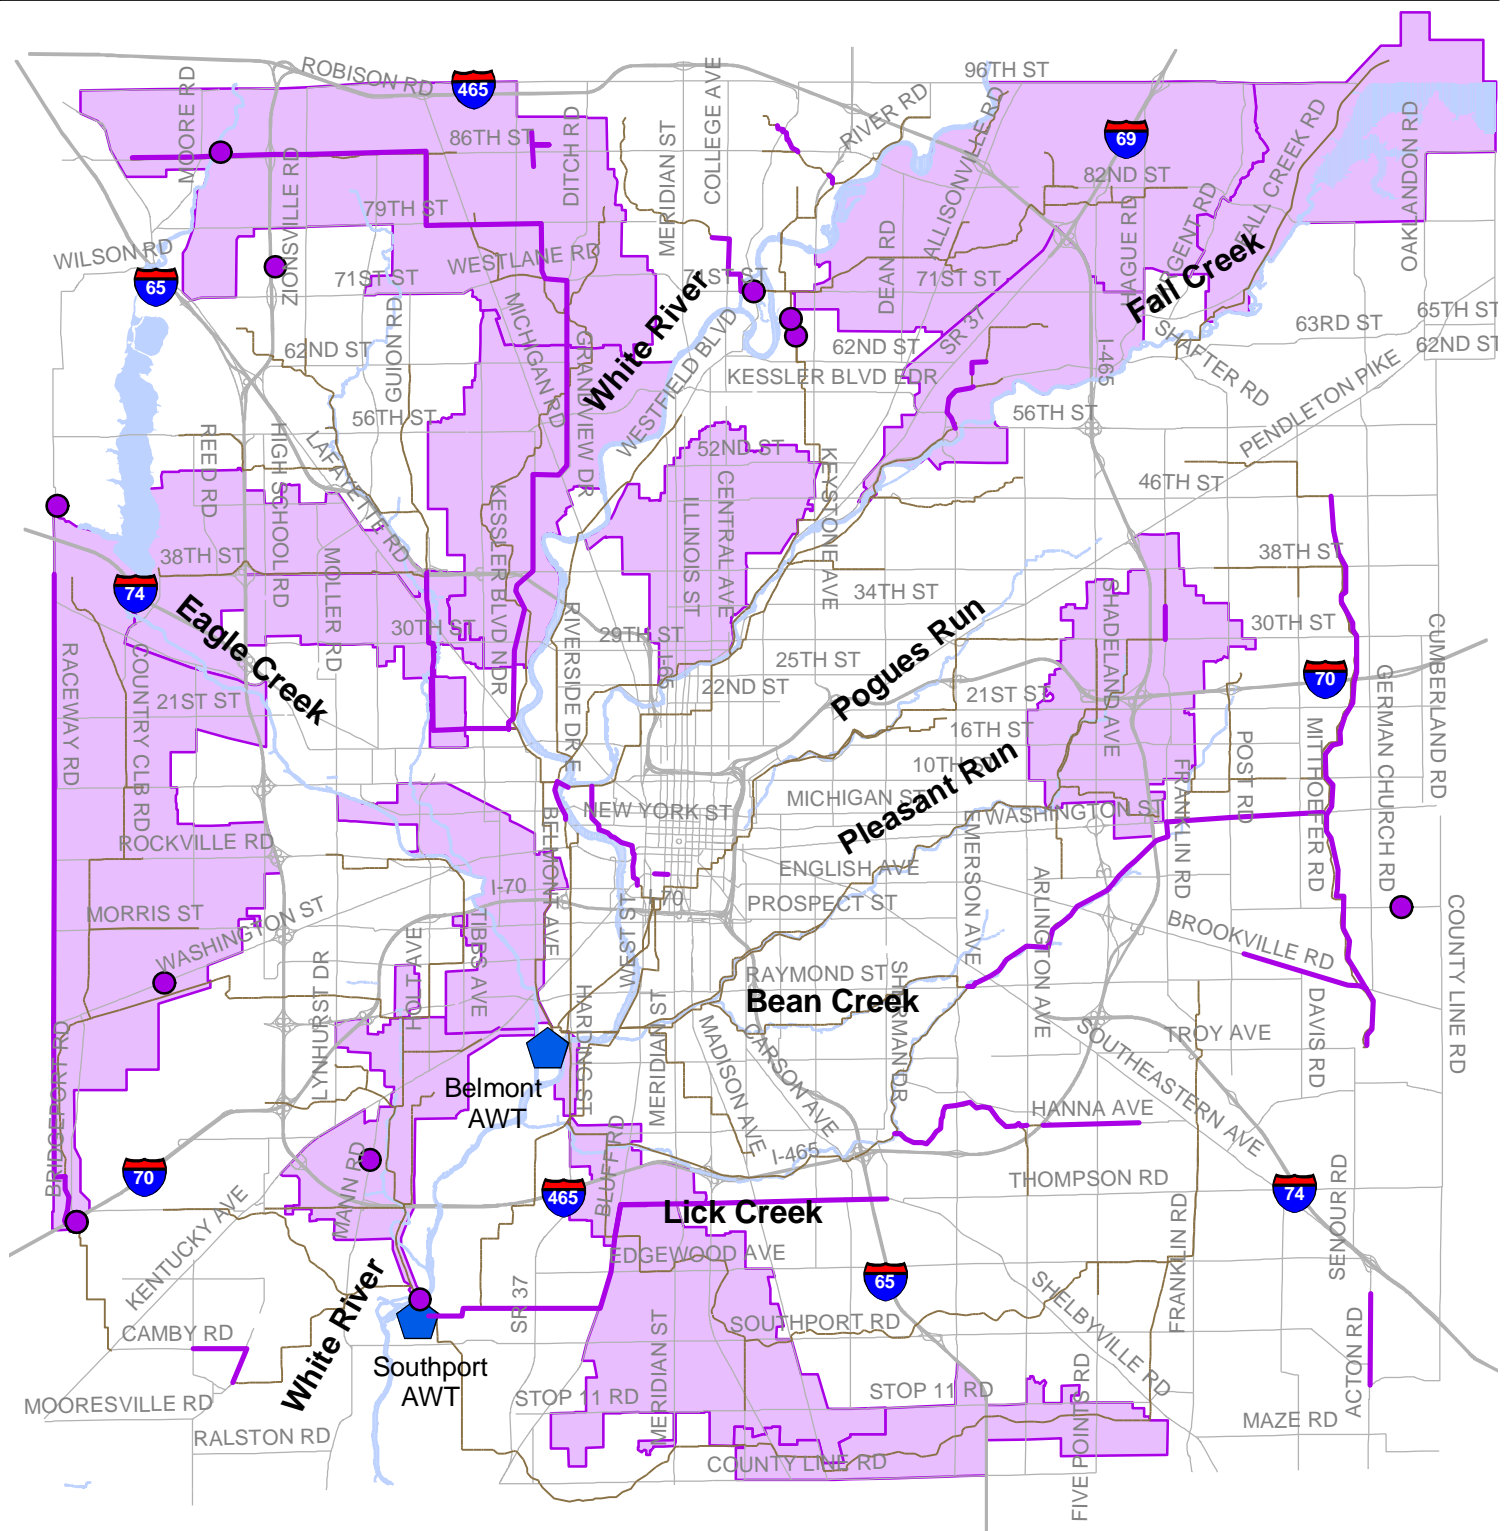 ROBISON RD
465
96TH ST
MOORE RD
86TH ST
DITCH RD
MERIDIAN ST
COLLEGE AVE
RIVER RD
ALLISONVILLE RD
69
82ND ST
FALL CREEK RD
OAKLANDON RD
ZIONSVILLE RD
79TH ST
WILSON RD
65
71ST ST
WESTLANE RD
71ST ST
DEAN RD
71ST ST
HAGUE RD
Fall Creek
White River
GUION RD
MICHIGAN RD
GRANDVIEW DR
WESTFIELD BLVD
62ND ST
62ND ST
SR 37
I-465
SHAFTER RD
63RD ST
65TH ST
62ND ST
KESSLER BLVD EDR
PENDLETON PIKE
56TH ST
56TH ST
REED RD
HIGH SCHOOL RD
LAFAYETTE RD
52ND ST
KEYSTONE AVE
46TH ST
KESSLER BLVD NDR
ILLINOIS ST
CENTRAL AVE
38TH ST
38TH ST
74
MOLLER RD
34TH ST
Eagle Creek
30TH ST
RIVERSIDE DR E
29TH ST
I-65
Pogues Run
SHADELAND AVE
30TH ST
CUMBERLAND RD
RACEWAY RD
COUNTRY CLB RD
25TH ST
22ND ST
21ST ST
21ST ST
70
GERMAN CHURCH RD
16TH ST
10TH ST
Pleasant Run
POST RD
MITTHOEFER RD
FRANKLIN RD
MICHIGAN ST
NEW YORK ST
WASHINGTON ST
ROCKVILLE RD
BELMONT AVE
ENGLISH AVE
EMERSON AVE
I-70
I-70
PROSPECT ST
ARLINGTON AVE
MORRIS ST
WASHINGTON ST
TIBBS AVE
WEST ST
BROOKVILLE RD
COUNTY LINE RD
LYNHURST DR
HOLT AVE
RAYMOND ST
Bean Creek
SHERMAN DR
HARDING ST
MERIDIAN ST
MADISON AVE
CARSON AVE
TROY AVE
DAVIS RD
SOUTHEASTERN AVE
BRIDGEPORT RD
Belmont
AWT
HANNA AVE
I-465
BLUFF RD
70
MANN RD
465
THOMPSON RD
74
SENOUR RD
Lick Creek
KENTUCKY AVE
EDGEWOOD AVE
65
FRANKLIN RD
White River
SR 37
SHELBYVILLE RD
CAMBY RD
MERIDIAN ST
SOUTHPORT RD
ACTON RD
Southport
AWT
MOORESVILLE RD
STOP 11 RD
STOP 11 RD
FIVE POINTS RD
MAZE RD
RALSTON RD
COUNTY LINE RD